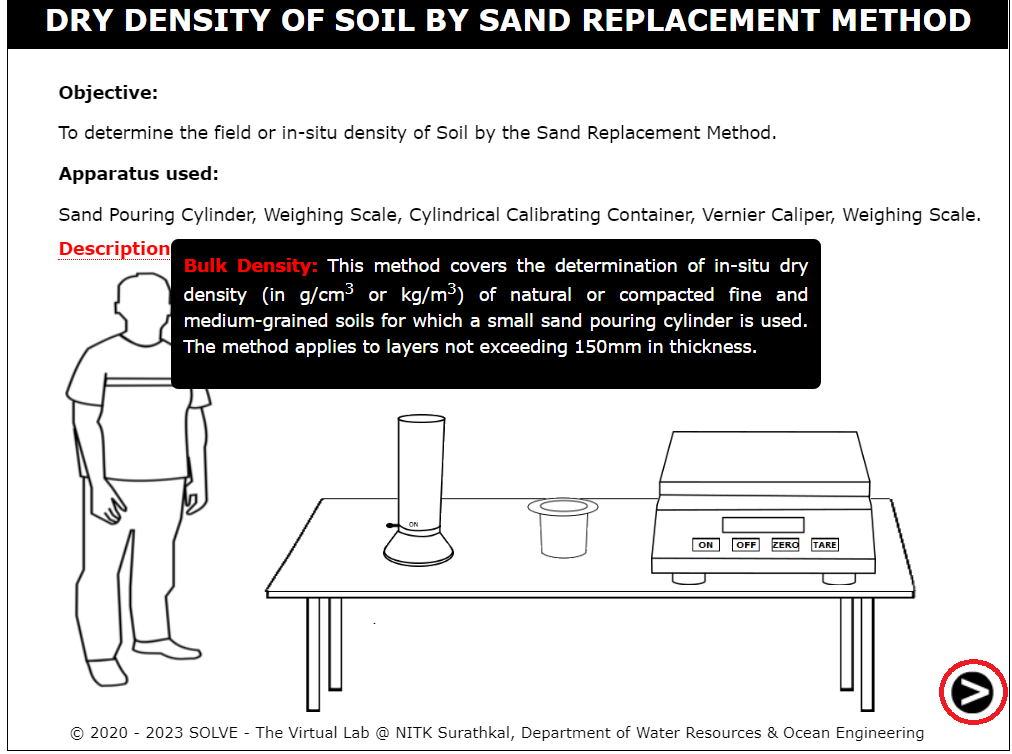 DRY DENSITY OF SOIL BY SAND REPLACEMENT METHOD
Objective:
To determine the field or in-situ density of Soil by the Sand Replacement Method.
Apparatus used:
Sand Pouring Cylinder, Weighing Scale, Cylindrical Calibrating Container, Vernier Caliper, Weighing Scale.
Description
Bulk Density: This method covers the determination of in-situ dry
density (in g/cm³ or kg/m³) of natural or compacted fine and
medium-grained soils for which a small sand pouring cylinder is used.
The method applies to layers not exceeding 150mm in thickness.
ON
ON OFF ZERO TARE
>
© 2020 - 2023 SOLVE - The Virtual Lab @ NITK Surathkal, Department of Water Resources & Ocean Engineering